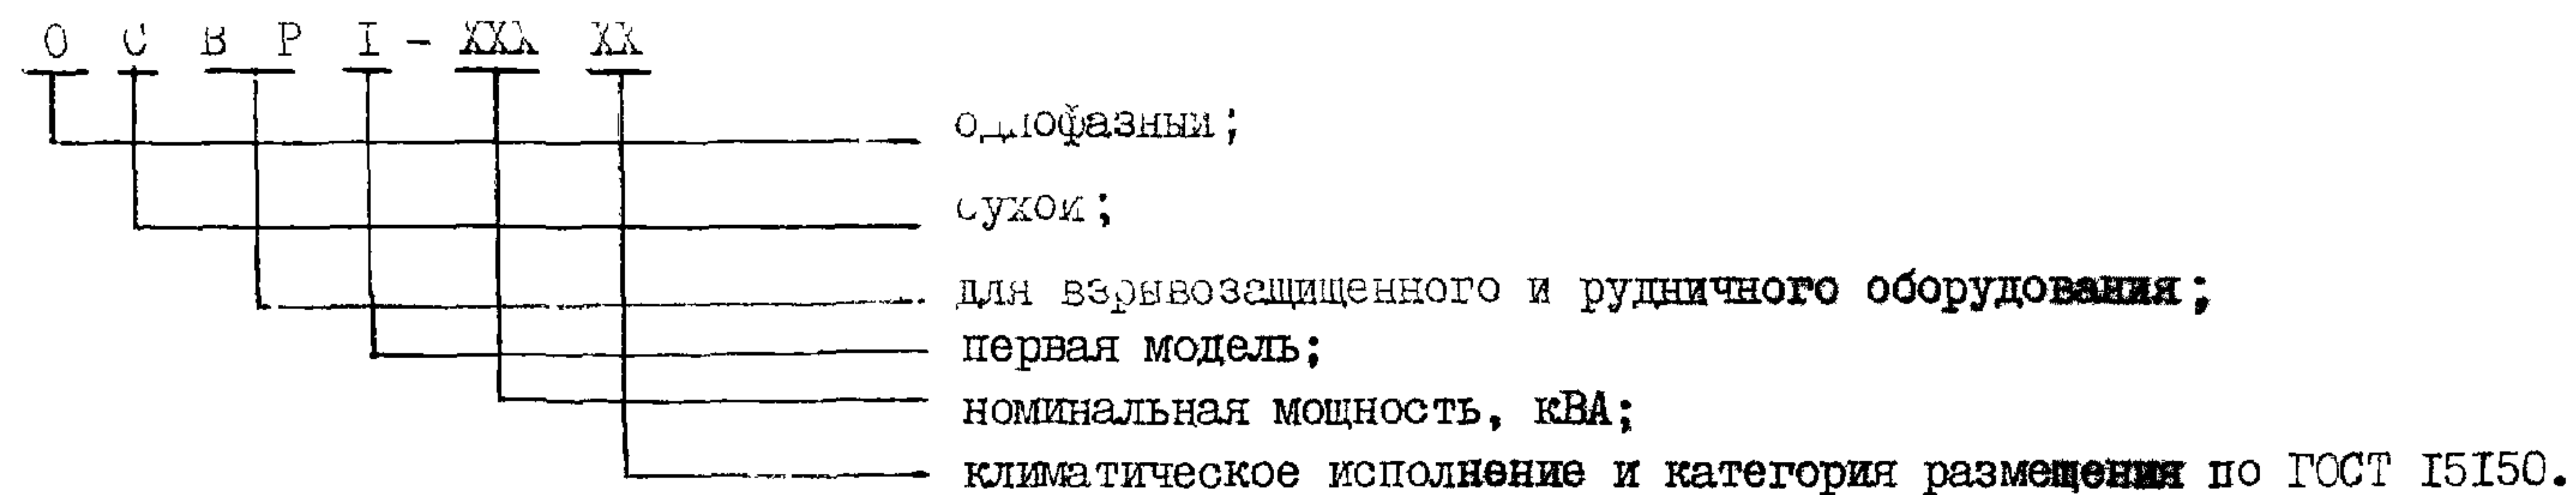 О С В Р I - XXX XX
однофазный;
сухой;
для взрывозащищенного и рудничного оборудования;
первая модель;
номинальная мощность, кВА;
климатическое исполнение и категория размещения по ГОСТ I5I50.